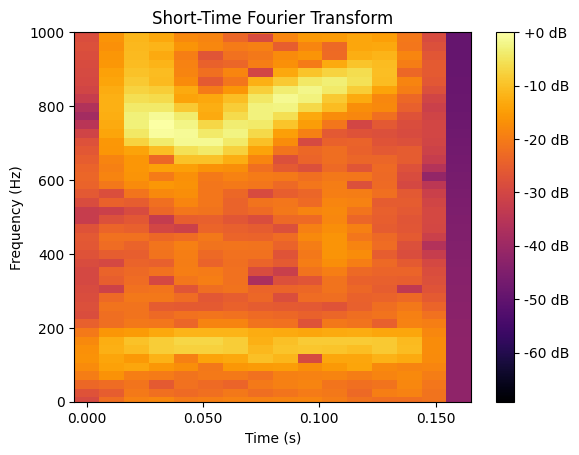 Short-Time Fourier Transform
1000
800
600
400
200
0
Frequency (Hz)
0.000
0.050
0.100
0.150
Time (s)
+0 dB
-10 dB
-20 dB
-30 dB
-40 dB
-50 dB
-60 dB